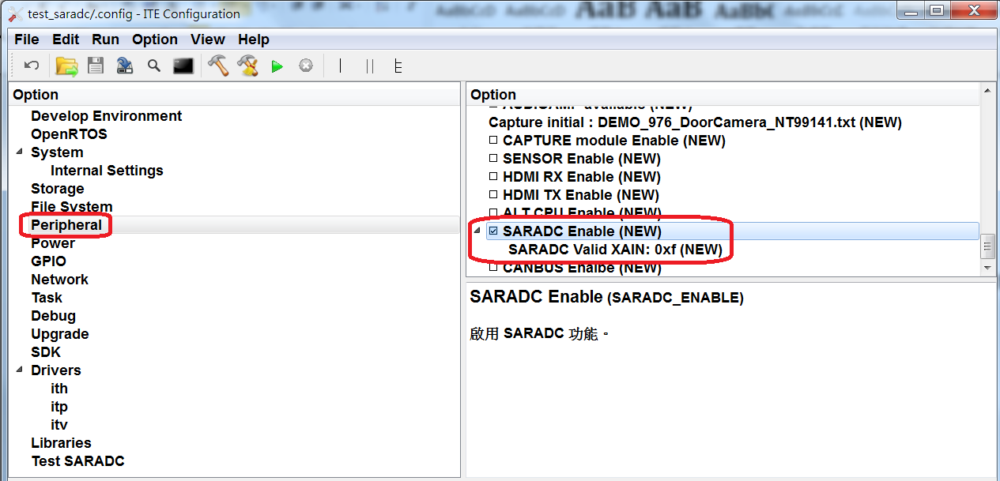 test_saradc/.config - ITE Configuration
File Edit Run Option View Help
Option
Develop Environment
OpenRTOS
System
Internal Settings
Storage
File System
Peripheral
Power
GPIO
Network
Task
Debug
Upgrade
SDK
Drivers
ith
itp
itv
Libraries
Test SARADC
Option
available (NEW)
Capture initial : DEMO_976_DoorCamera_NT99141.txt (NEW)
CAPTURE module Enable (NEW)
SENSOR Enable (NEW)
HDMI RX Enable (NEW)
HDMI TX Enable (NEW)
ALT CPU Enable (NEW)
SARADC Enable (NEW)
SARADC Valid XAIN: 0xf (NEW)
CANBUS Enalbe (NEW)
SARADC Enable (SARADC_ENABLE)
啟用 SARADC 功能。